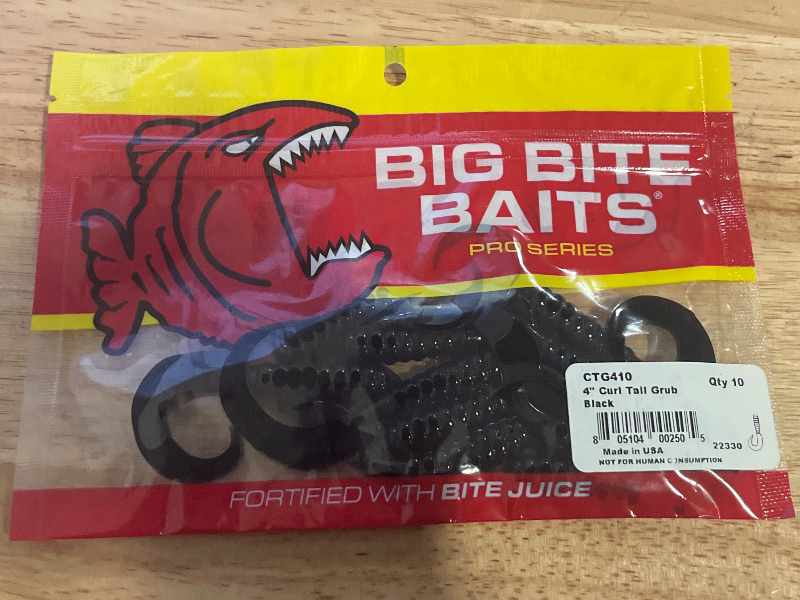 BIG BITE
BAITS®
PRO SERIES
CTG410 Qty 10
4" Curl Tail Grub
Black
8 05104 00250 5
22330
Made in USA
NOT FOR HUMAN CONSUMPTION
FORTIFIED WITH BITE JUICE